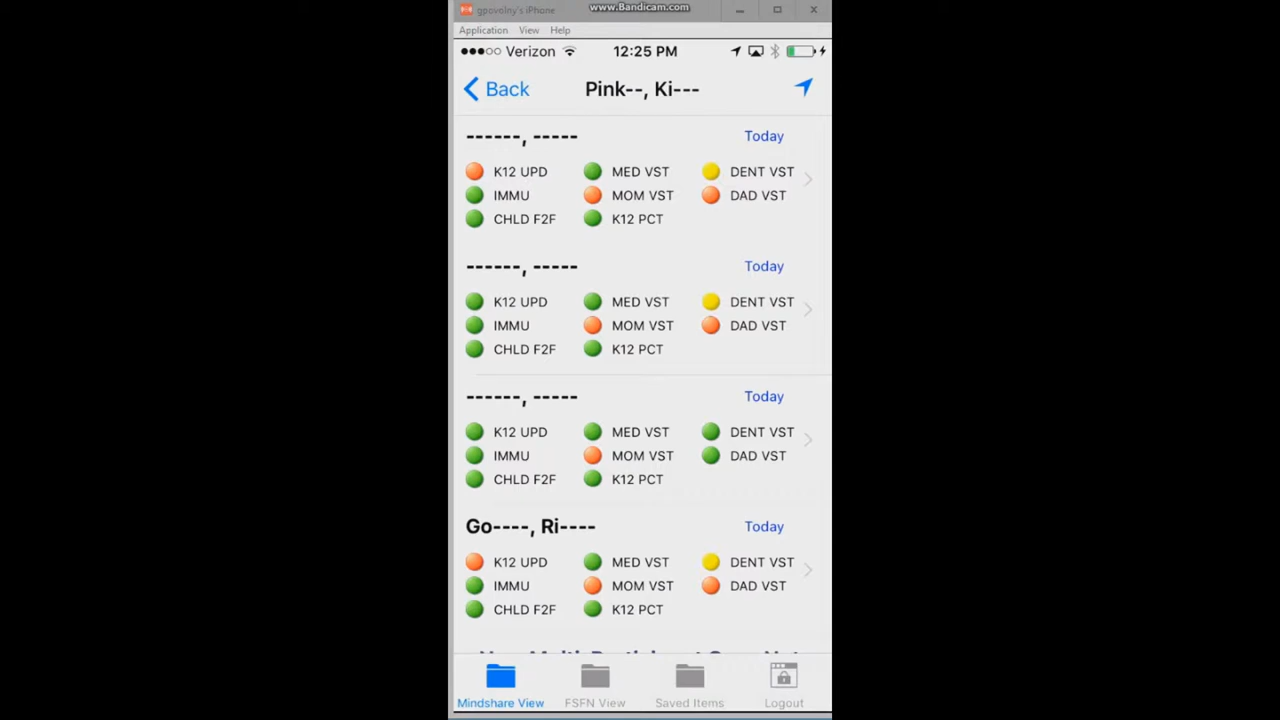 gpovolny's iPhone
www.Bandicam.com
Application View Help
Verizon 12:25 PM
Back Pink--, Ki---
------, ----- Today
K12 UPD MED VST DENT VST
IMMU MOM VST DAD VST
CHLD F2F K12 PCT
------, ----- Today
K12 UPD MED VST DENT VST
IMMU MOM VST DAD VST
CHLD F2F K12 PCT
------, ----- Today
K12 UPD MED VST DENT VST
IMMU MOM VST DAD VST
CHLD F2F K12 PCT
Go----, Ri---- Today
K12 UPD MED VST DENT VST
IMMU MOM VST DAD VST
CHLD F2F K12 PCT
Mindshare View FSFN View Saved Items Logout